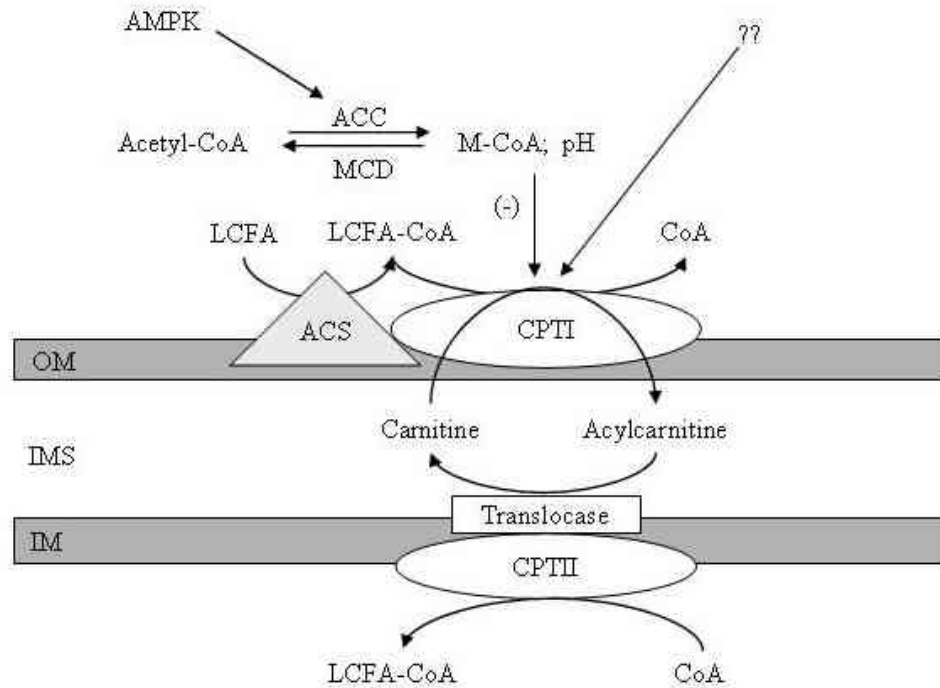 AMPK
??
ACC
Acetyl-CoA
M-CoA; pH
MCD
(-)
LCFA
LCFA-CoA
CoA
ACS
CPTI
OM
Carnitine
Acylcarnitine
IMS
Translocase
IM
CPTII
LCFA-CoA
CoA